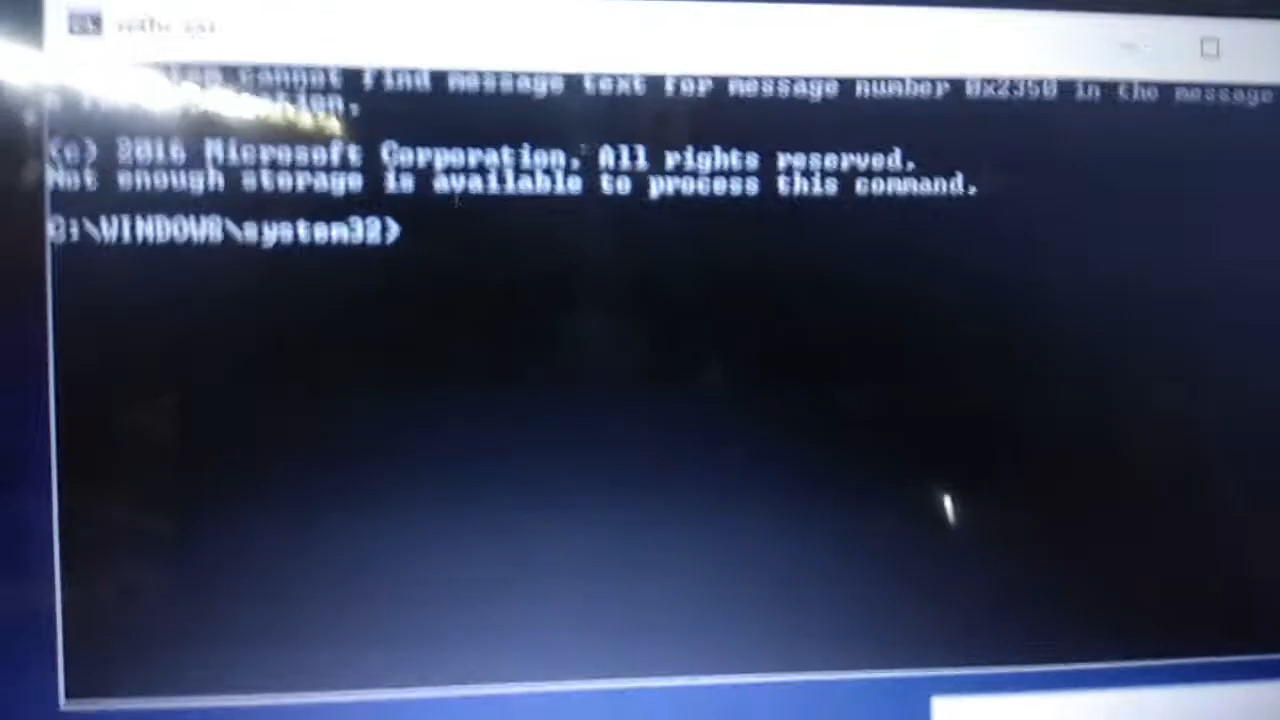 cannot find message text for message number 0x2350 in the message
(c) 2016 Microsoft Corporation. All rights reserved.
Not enough storage is available to process this command.
C:\WINDOWS\system32>